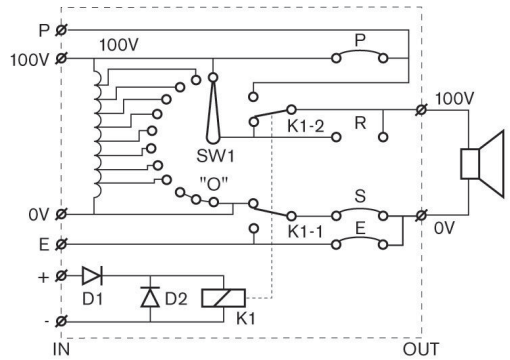 P
100V
100V
P
100V
K1-2
R
SW1
"O"
S
0V
K1-1
0V
E
E
+
D1
D2
K1
-
IN
OUT